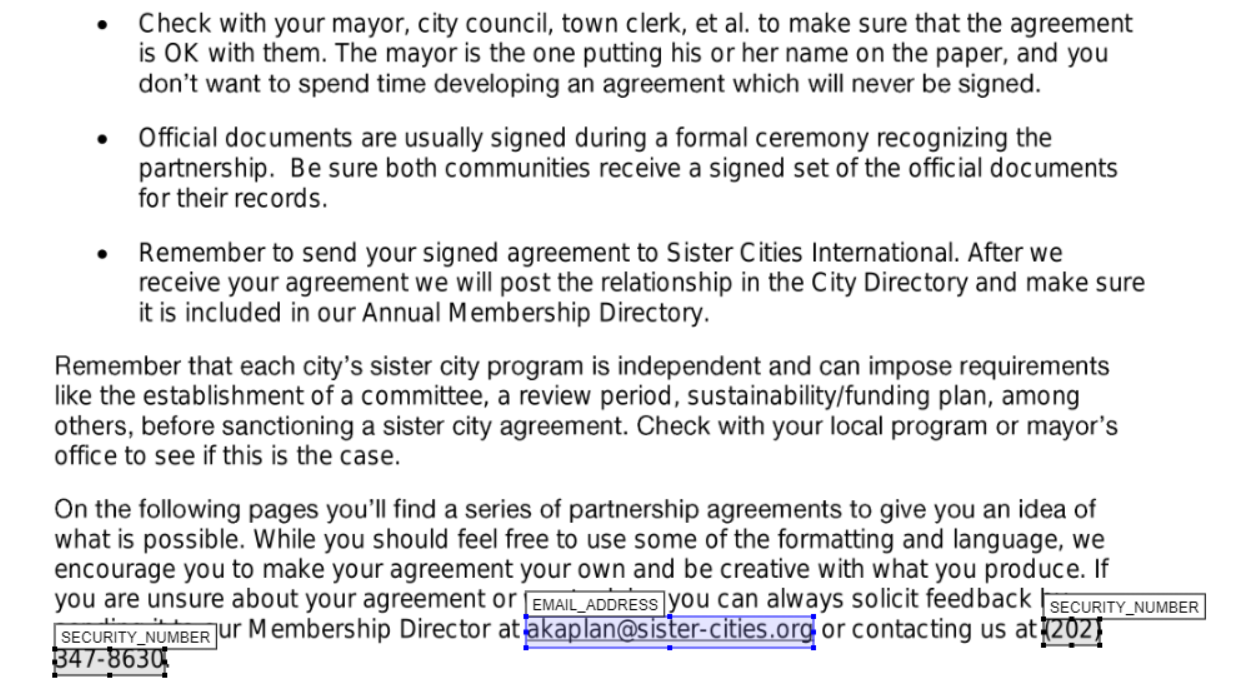 • Check with your mayor, city council, town clerk, et al. to make sure that the agreement
is OK with them. The mayor is the one putting his or her name on the paper, and you
don't want to spend time developing an agreement which will never be signed.
• Official documents are usually signed during a formal ceremony recognizing the
partnership. Be sure both communities receive a signed set of the official documents
for their records.
• Remember to send your signed agreement to Sister Cities International. After we
receive your agreement we will post the relationship in the City Directory and make sure
it is included in our Annual Membership Directory.
Remember that each city's sister city program is independent and can impose requirements
like the establishment of a committee, a review period, sustainability/funding plan, among
others, before sanctioning a sister city agreement. Check with your local program or mayor's
office to see if this is the case.
On the following pages you'll find a series of partnership agreements to give you an idea of
what is possible. While you should feel free to use some of the formatting and language, we
encourage you to make your agreement your own and be creative with what you produce. If
you are unsure about your agreement or EMAIL_ADDRESS you can always solicit feedback SECURITY_NUMBER
SECURITY_NUMBER ur Membership Director at akaplan@sister-cities.org or contacting us at (202)
347-8630.